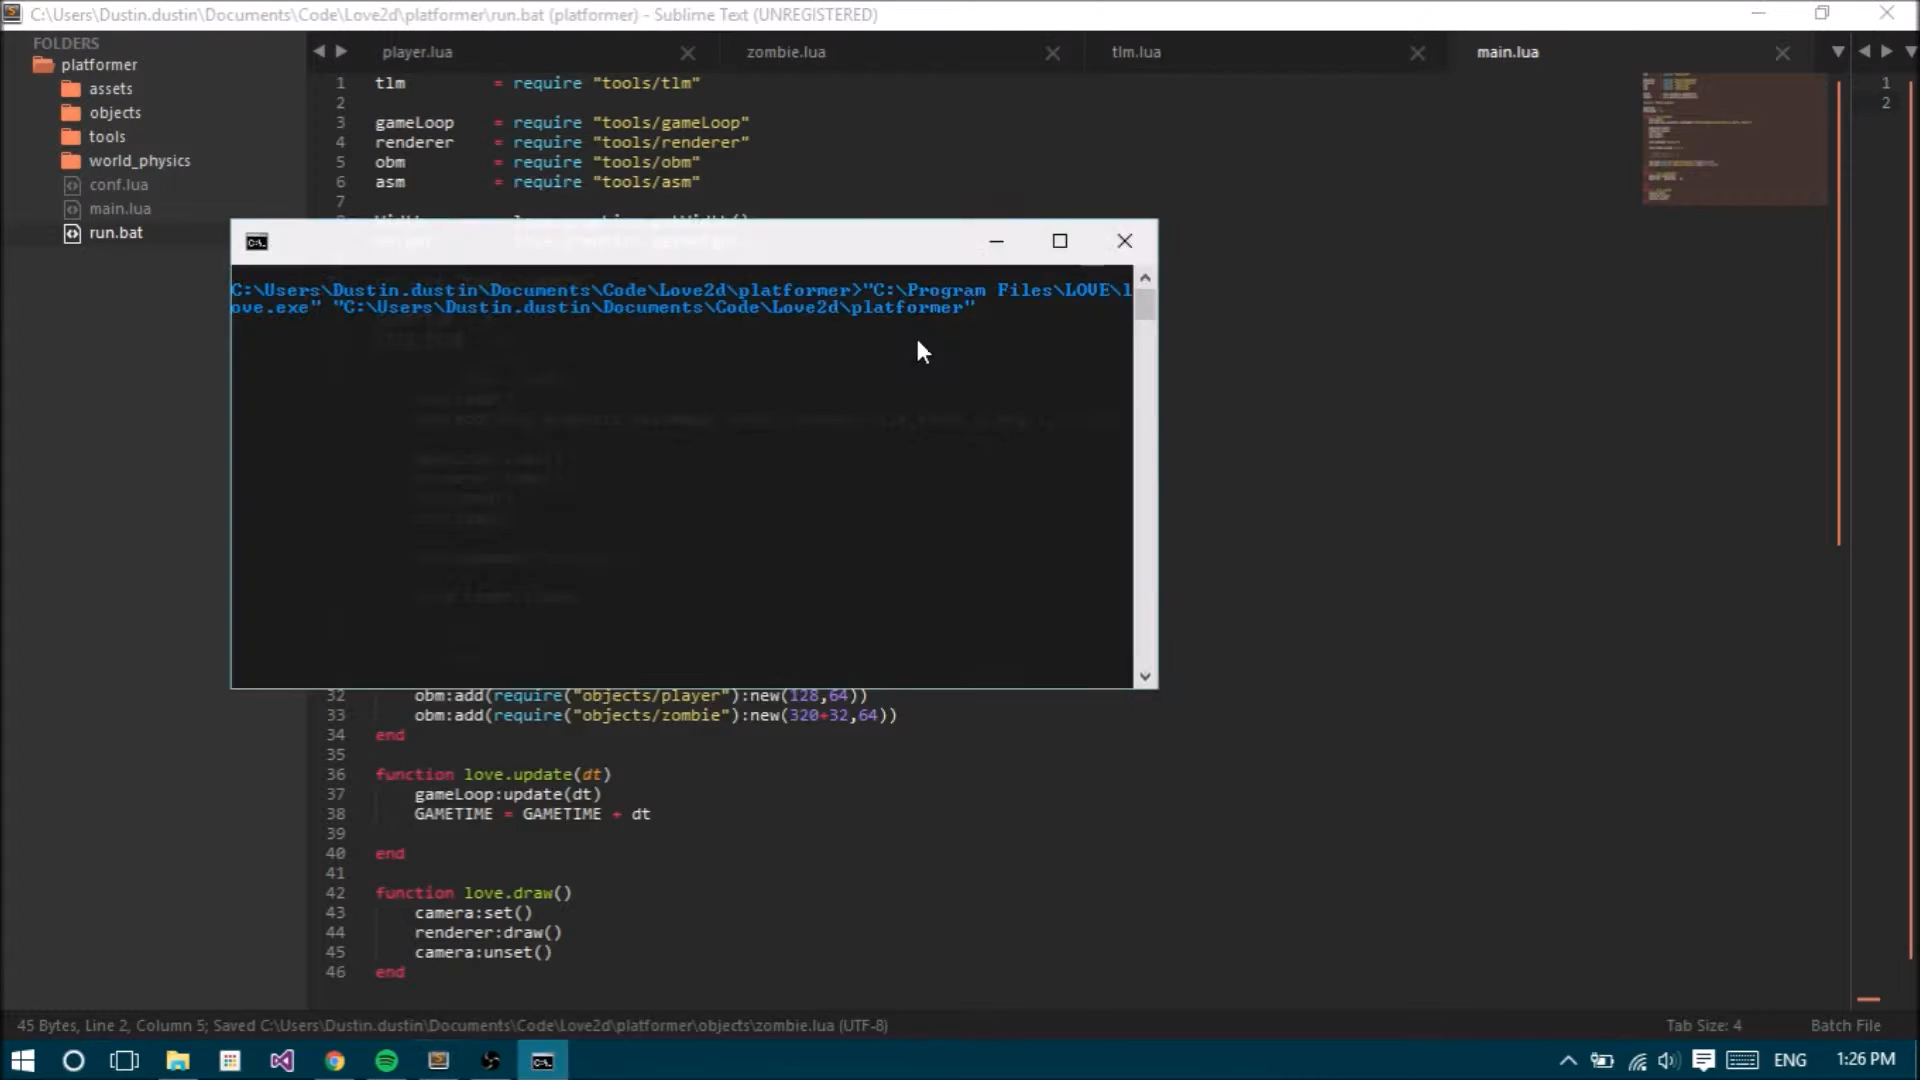 C:\Users\Dustin.dustin\Documents\Code\Love2d\platformer\run.bat (platformer) - Sublime Text (UNREGISTERED)
FOLDERS
platformer
assets
objects
tools
world_physics
conf.lua
main.lua
run.bat
player.lua
zombie.lua
tlm.lua
main.lua
1 tlm = require "tools/tlm"
2
3 gameLoop = require "tools/gameLoop"
4 renderer = require "tools/renderer"
5 obm = require "tools/obm"
6 asm = require "tools/asm"
7
C:\Users\Dustin.dustin\Documents\Code\Love2d\platformer>"C:\Program Files\LOVE\l
ove.exe" "C:\Users\Dustin.dustin\Documents\Code\Love2d\platformer"
32 obm:add(require("objects/player"):new(128,64))
33 obm:add(require("objects/zombie"):new(320+32,64))
34 end
35
36 function love.update(dt)
37 gameLoop:update(dt)
38 GAMETIME = GAMETIME + dt
39
40 end
41
42 function love.draw()
43 camera:set()
44 renderer:draw()
45 camera:unset()
46 end
1
2
45 Bytes, Line 2, Column 5; Saved C:\Users\Dustin.dustin\Documents\Code\Love2d\platformer\objects\zombie.lua (UTF-8)
Tab Size: 4
Batch File
ENG
1:26 PM